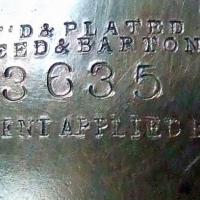 D & PLATED
EED & BARTON
3635
ENT APPLIED